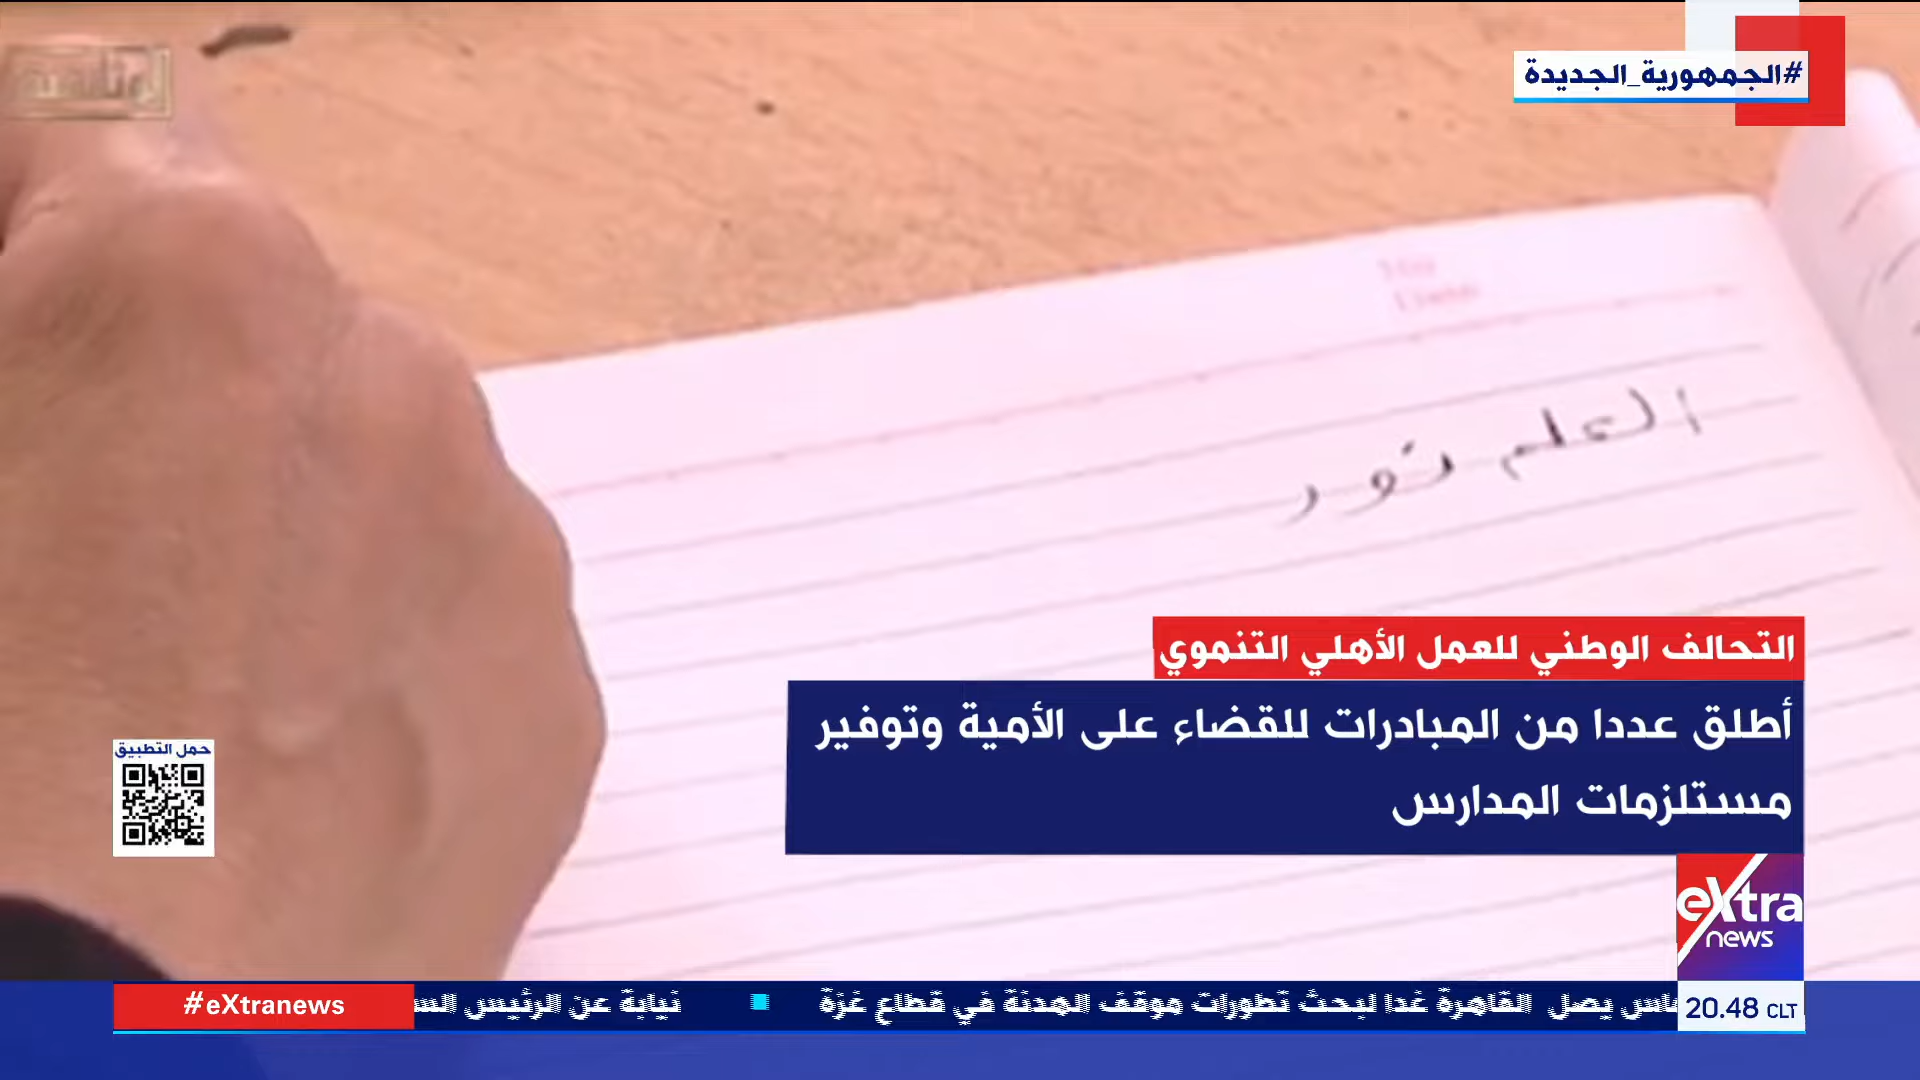 #الجمهورية_الجديدة
العلم نور
التحالف الوطني للعمل الأهلي التنموي
أطلق عددا من المبادرات للقضاء على الأمية وتوفير
مستلزمات المدارس
حمل التطبيق
eXtra
news
يصل القاهرة غدا لبحث تطورات موقف الهدنة في قطاع غزة
نيابة عن الرئيس
#eXtranews
20.48 CLT